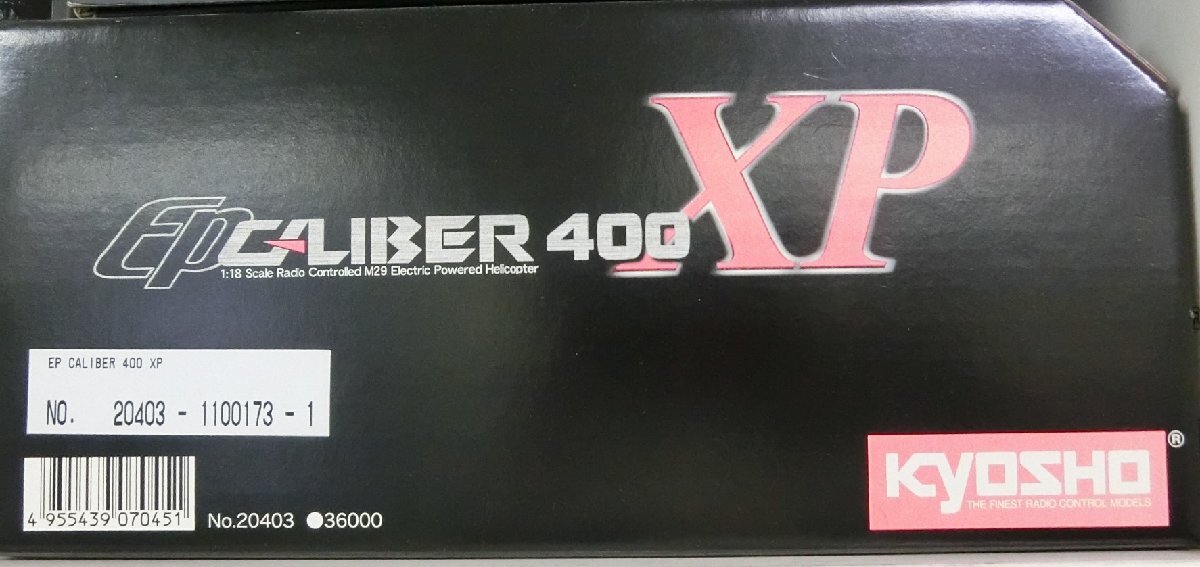 XP
EP CALIBER 400
1:18 Scale Radio Controlled M29 Electric Powered Helicopter
EP CALIBER 400 XP
NO. 20403 - 1100173 - 1
4 955439 070451
No.20403 ●36000
KYOSHO ®
THE FINEST RADIO CONTROL MODELS